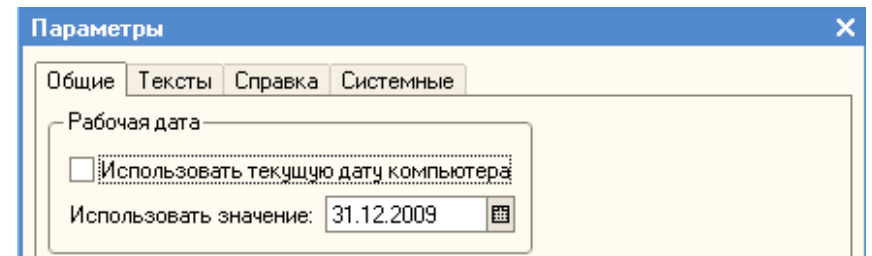 Параметры
Общие Тексты Справка Системные
Рабочая дата
Использовать текущую дату компьютера
Использовать значение: 31.12.2009